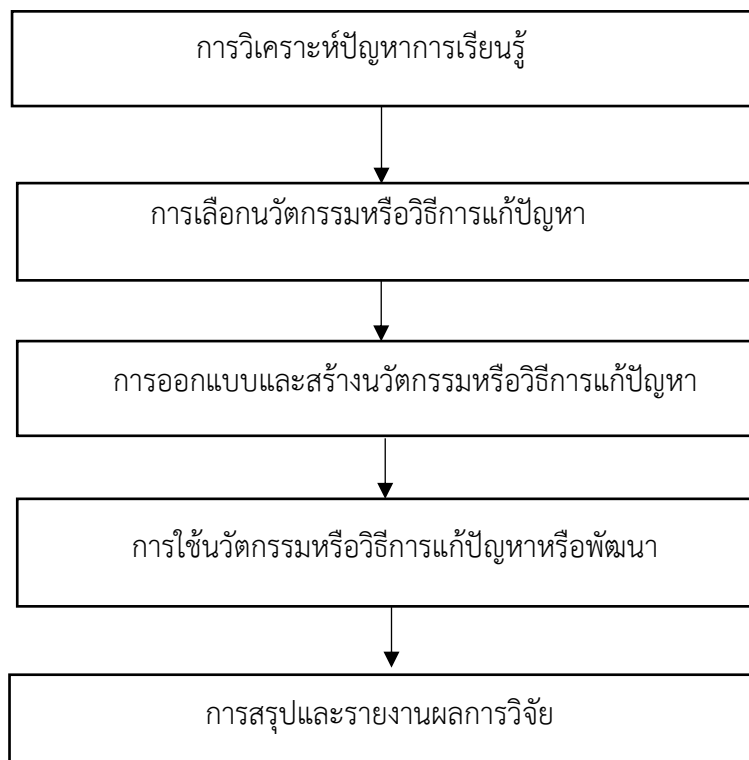 การวิเคราะห์ปัญหาการเรียนรู้
การเลือกนวัตกรรมหรือวิธีการแก้ปัญหา
การออกแบบและสร้างนวัตกรรมหรือวิธีการแก้ปัญหา
การใช้นวัตกรรมหรือวิธีการแก้ปัญหาหรือพัฒนา
การสรุปและรายงานผลการวิจัย